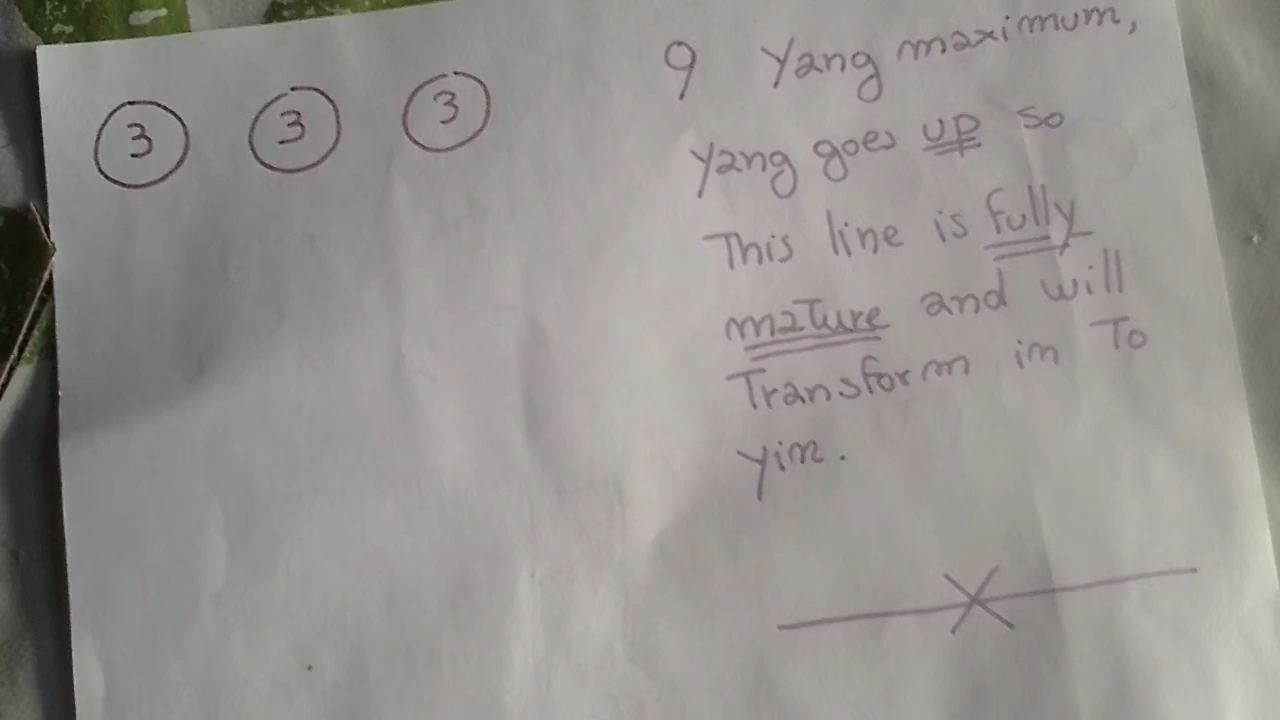 3 3 3
9 Yang maximum,
yang goes up so
This line is fully
mature and will
Transform in To
yin.